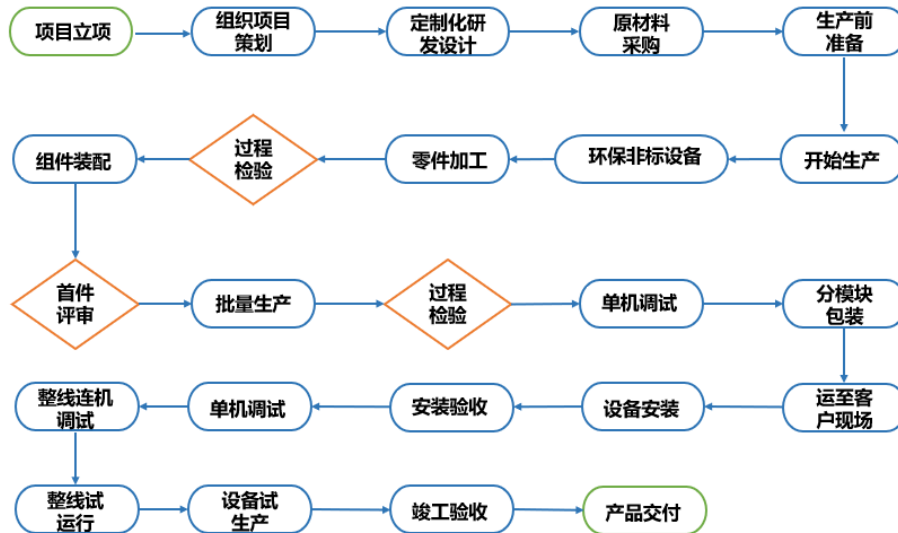 项目立项
组织项目
策划
定制化研
发设计
原材料
采购
生产前
准备
组件装配
过程
检验
零件加工
环保非标设备
开始生产
首件
评审
批量生产
过程
检验
单机调试
分模块
包装
整线连机
调试
单机调试
安装验收
设备安装
运至客
户现场
整线试
运行
设备试
生产
竣工验收
产品交付